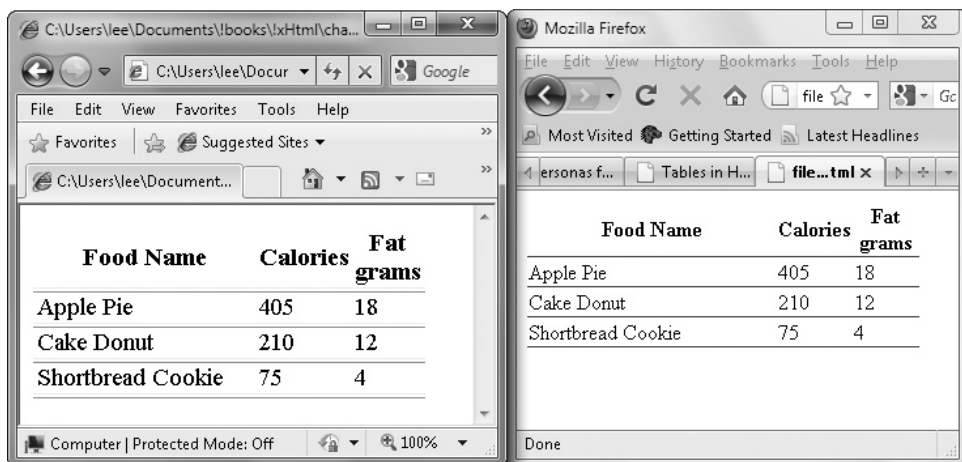 C:\Users\lee\Documents\!books\!xHtml\cha...
C:\Users\lee\Docur
Google
File Edit View Favorites Tools Help
Favorites
Suggested Sites
C:\Users\lee\Document...
Food Name Calories Fat grams
Apple Pie 405 18
Cake Donut 210 12
Shortbread Cookie 75 4
Computer | Protected Mode: Off
100%
Mozilla Firefox
File Edit View History Bookmarks Tools Help
file
Gc
Most Visited Getting Started Latest Headlines
ersonas f...
Tables in H...
file...tml
Food Name Calories Fat grams
Apple Pie 405 18
Cake Donut 210 12
Shortbread Cookie 75 4
Done